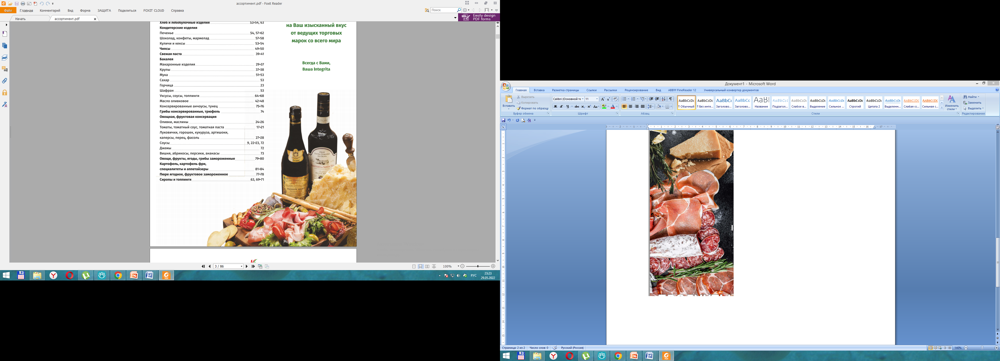 ассортимент.pdf - Foxit Reader
Файл Главная Комментарий Вид Форма ЗАЩИТА Поделиться FOXIT CLOUD Справка
Поиск
Начать ассортимент.pdf
Easily design
PDF forms
Хлеб и лебобулочные изделия 53-54, 63
Кондитерские изделия
Печенье 54, 57-62
Шоколад, конфеты, мармелад 57-58
Куличи и кексы 53-54
Чипсы 49-50
Свежая паста 39-41
Бакалея
Макаронные изделия 29-37
Крупы 37-38
Мука 51-53
Сахар 53
Горчица 23
Шафран 53
Уксусы, соусы, топпинги 64-68
Масло оливковое 42-48
Консервированные анчоусы, тунец 75-76
Грибы консервированные, трюфель 74
Овощная, фруктовая консервация
Оливки, маслины 24-26
Томаты, томатный соус, томатная паста 17-21
Луковички, горошек, кукуруза, артишоки,
каперсы, перец, фасоль 27-28
Соусы 9, 22-23, 72
Джемы 72
Вишня, абрикосы, персики, ананасы 73
Овощи, фрукты, ягоды, грибы замороженные 79-80
Картофель, картофель фри,
специалитеты и аппетайзеры 81-84
Пюре ягодное, фруктовое замороженное 77-78
Сиропы и топпинги 63, 69-71
на Ваш изысканный вкус
от ведущих торговых
марок со всего мира
Всегда с Вами,
Ваша Integrita
OLIO
EXTRA VERGINE
DI OLIVA
GIUSEPPE GIUSTI
3 / 86
100%
РУС
23:23
29.05.2022
Документ1 - Microsoft Word
Главная Вставка Разметка страницы Ссылки Рассылки Рецензирование Вид ABBYY FineReader 12 Универсальный конвертер документов
Вставить
Вырезать
Копировать
Формат по образцу
Буфер обмена
Calibri (Основной те 11
Ж К Ч abc
Шрифт
Абзац
AaBbCcDc AaBbCcDc AaBbCc AaBbCc AaBl AaBbCcL AaBbCcDc AaBbCcDc AaBbCcDc AaBbCcDc AaBbCcDc AaBbCcDc AABBCCDC AABBCCDC
¶ Обычный ¶ Без инте... Заголово... Заголово... Название Подзагол... Слабое в... Выделение Сильное ... Строгий Цитата 2 Выделенн... Слабая сс... Сильная с...
Стили
Изменить
стили
Найти
Заменить
Выделить
Редактирование
Страница: 2 из 2 Число слов: 0 Русский (Россия)
140%